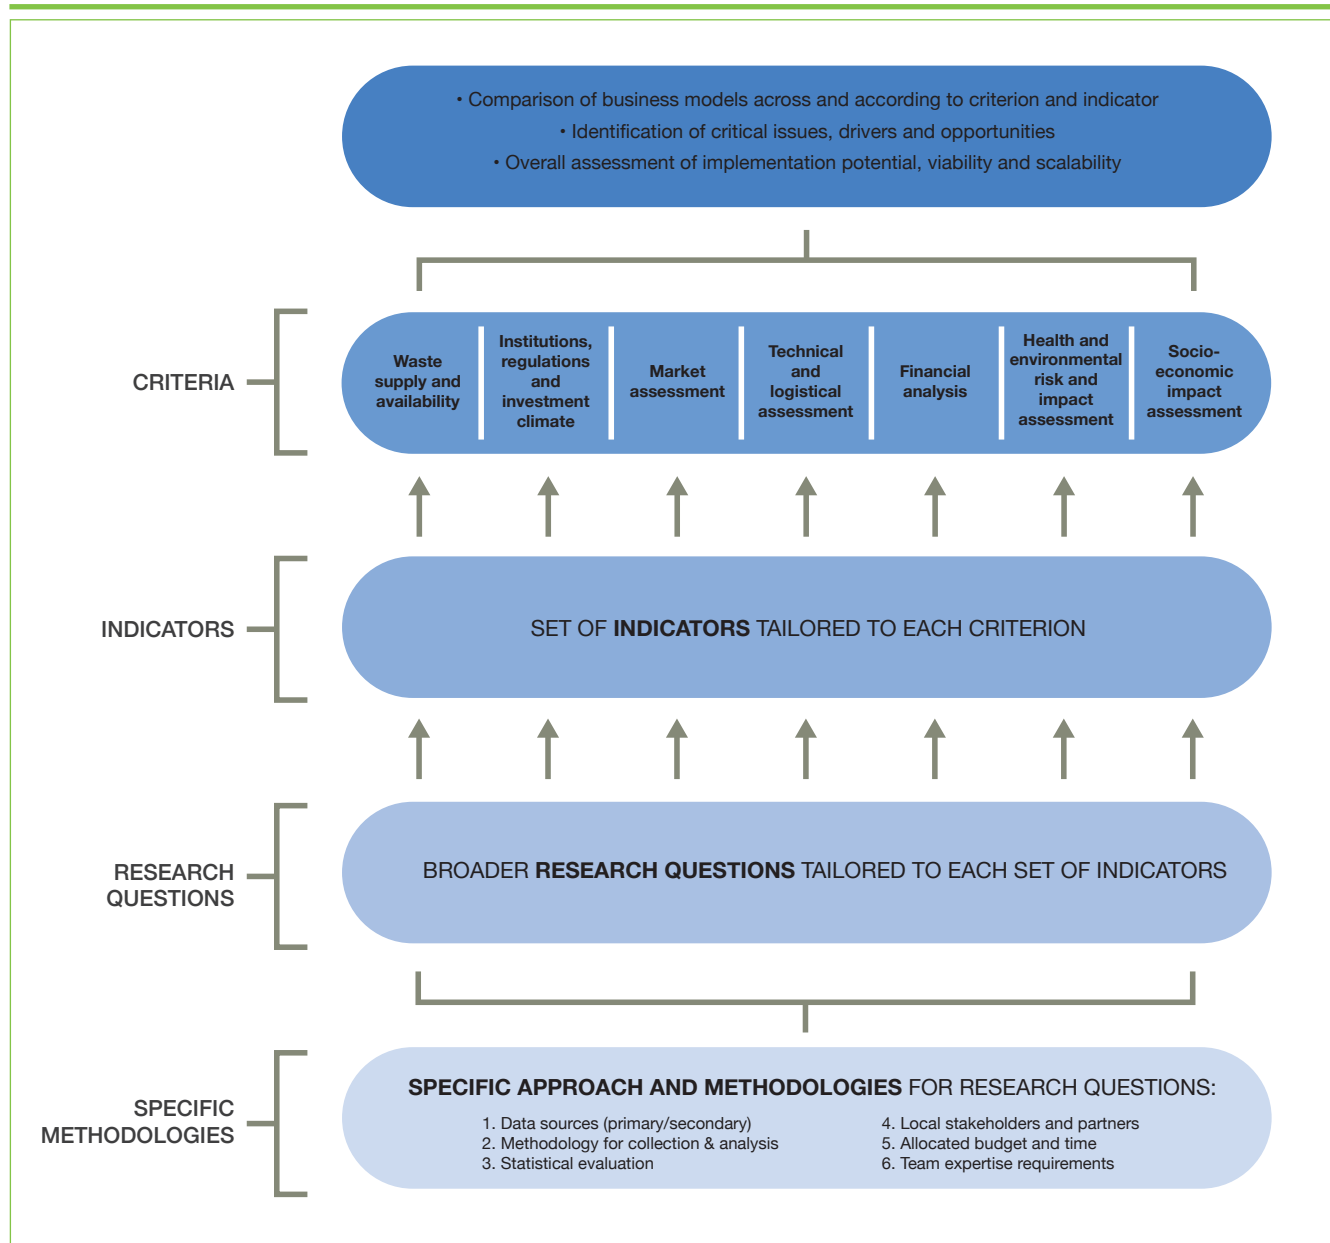 • Comparison of business models across and according to criterion and indicator
• Identification of critical issues, drivers and opportunities
• Overall assessment of implementation potential, viability and scalability
CRITERIA
Waste
supply and
availability
Institutions,
regulations
and
investment
climate
Market
assessment
Technical
and
logistical
assessment
Financial
analysis
Health and
environmental
risk and
impact
assessment
Socio-
economic
impact
assessment
INDICATORS
SET OF INDICATORS TAILORED TO EACH CRITERION
RESEARCH
QUESTIONS
BROADER RESEARCH QUESTIONS TAILORED TO EACH SET OF INDICATORS
SPECIFIC
METHODOLOGIES
SPECIFIC APPROACH AND METHODOLOGIES FOR RESEARCH QUESTIONS:
1. Data sources (primary/secondary)
2. Methodology for collection & analysis
3. Statistical evaluation
4. Local stakeholders and partners
5. Allocated budget and time
6. Team expertise requirements